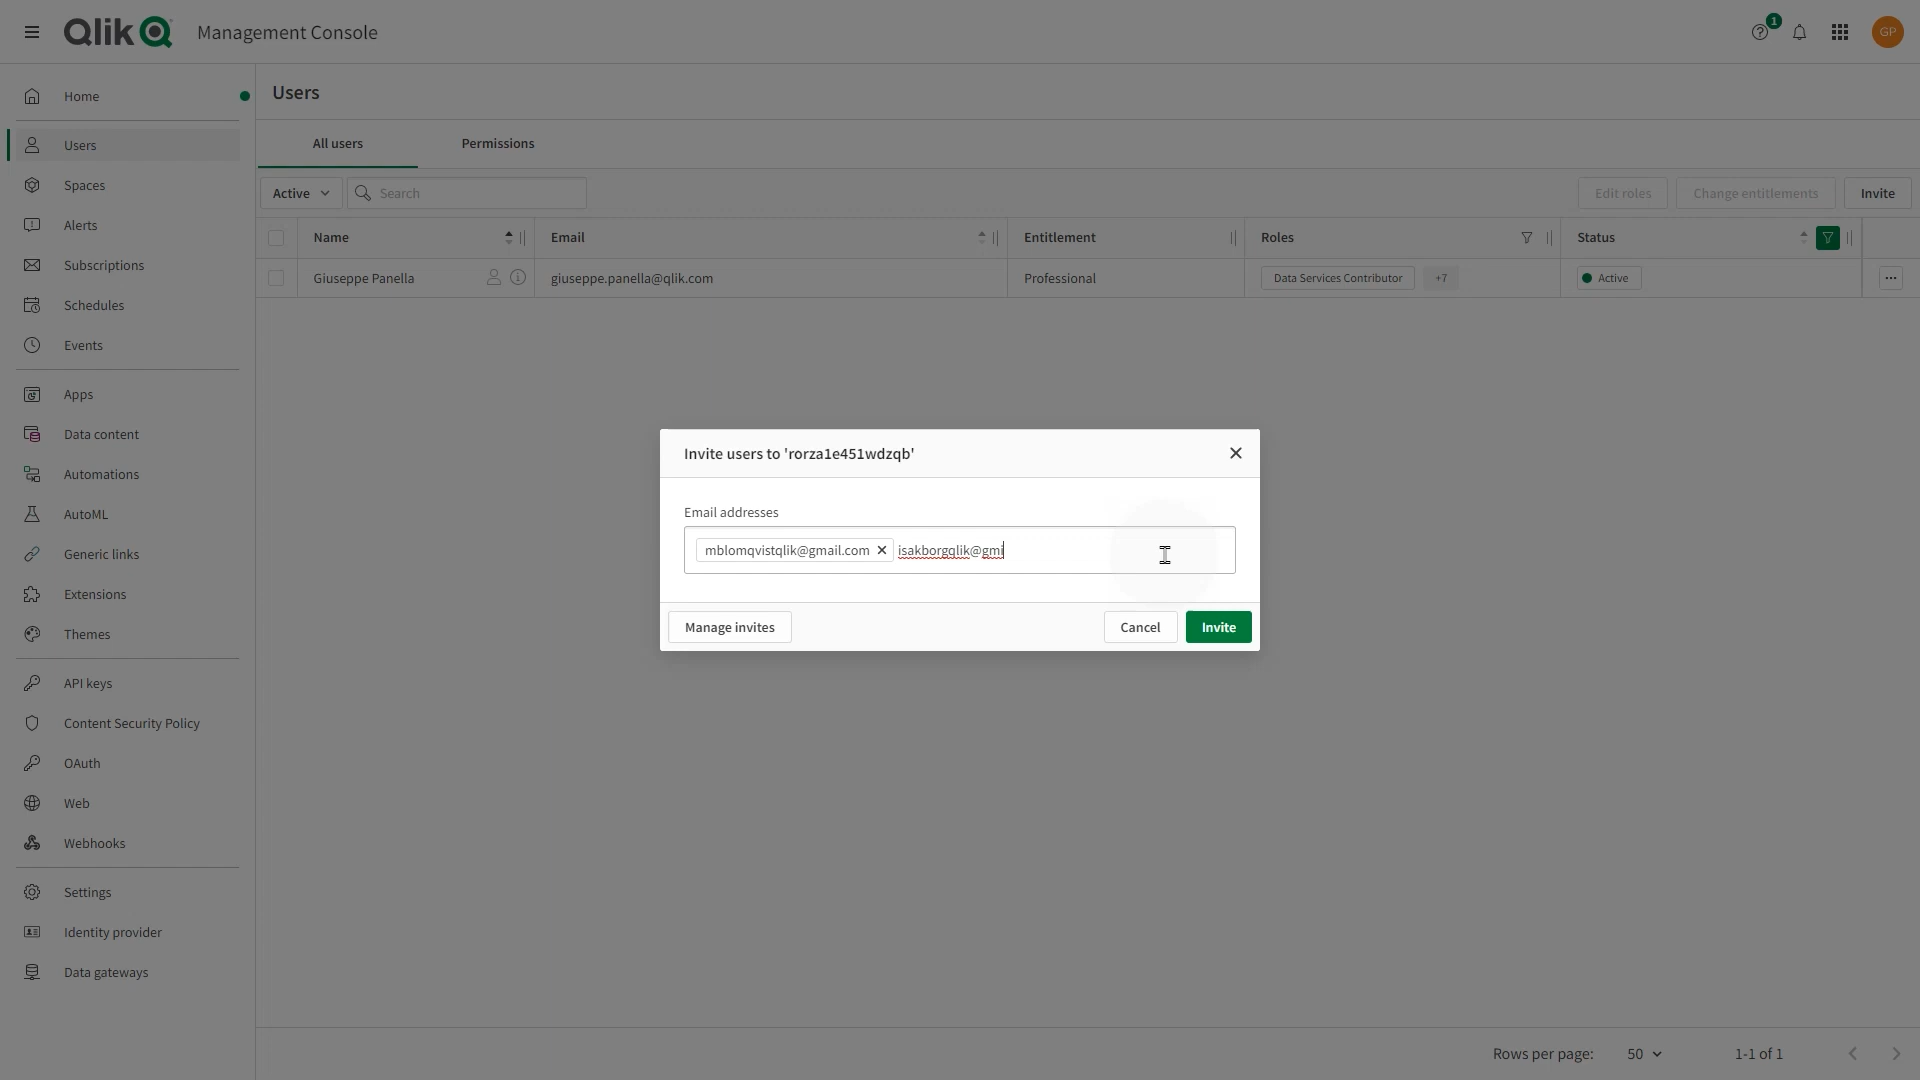 Qlik
Management Console
1
GP
Home
Users
Spaces
Alerts
Subscriptions
Schedules
Events
Apps
Data content
Automations
AutoML
Generic links
Extensions
Themes
API keys
Content Security Policy
OAuth
Web
Webhooks
Settings
Identity provider
Data gateways
Users
All users Permissions
Active Search Edit roles Change entitlements Invite
Name Email Entitlement Roles Status
Giuseppe Panella giuseppe.panella@qlik.com Professional Data Services Contributor +7 Active
Invite users to 'rorza1e451wdzqb'
Email addresses
mblomqvistqlik@gmail.com isakborgqlik@gmi
Manage invites Cancel Invite
Rows per page: 50 1-1 of 1